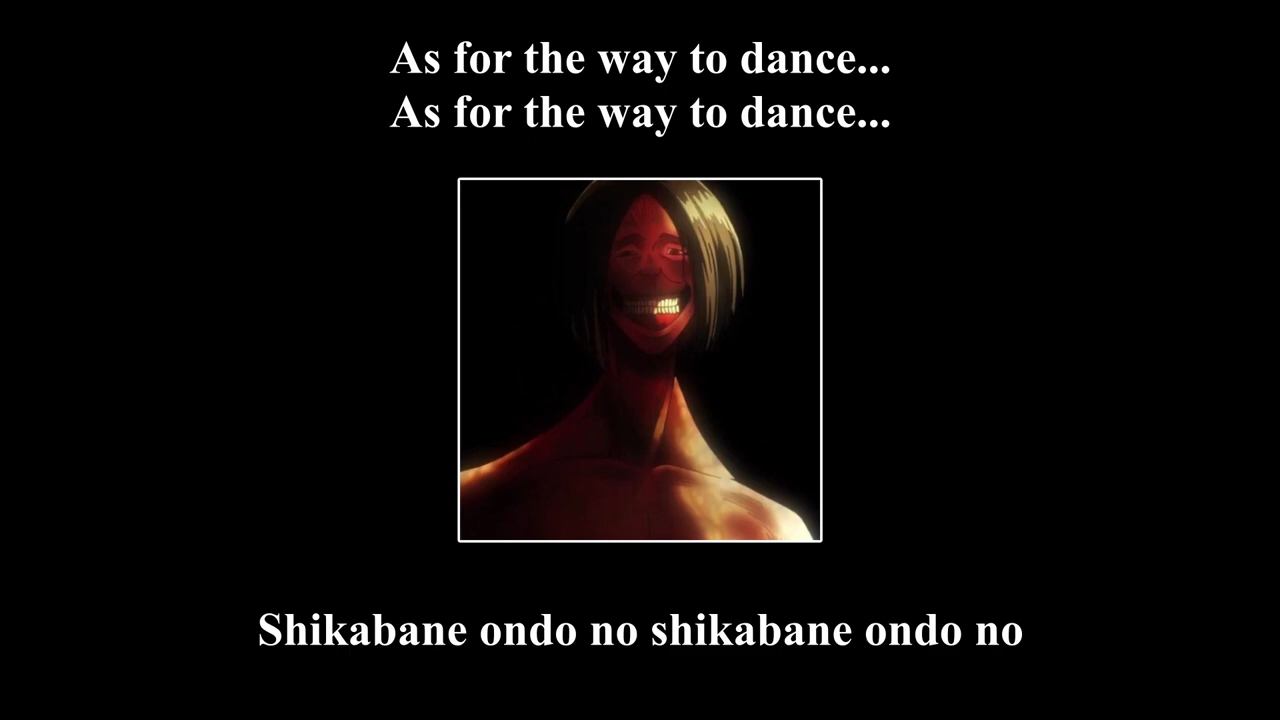 As for the way to dance...
As for the way to dance...
Shikabane ondo no shikabane ondo no